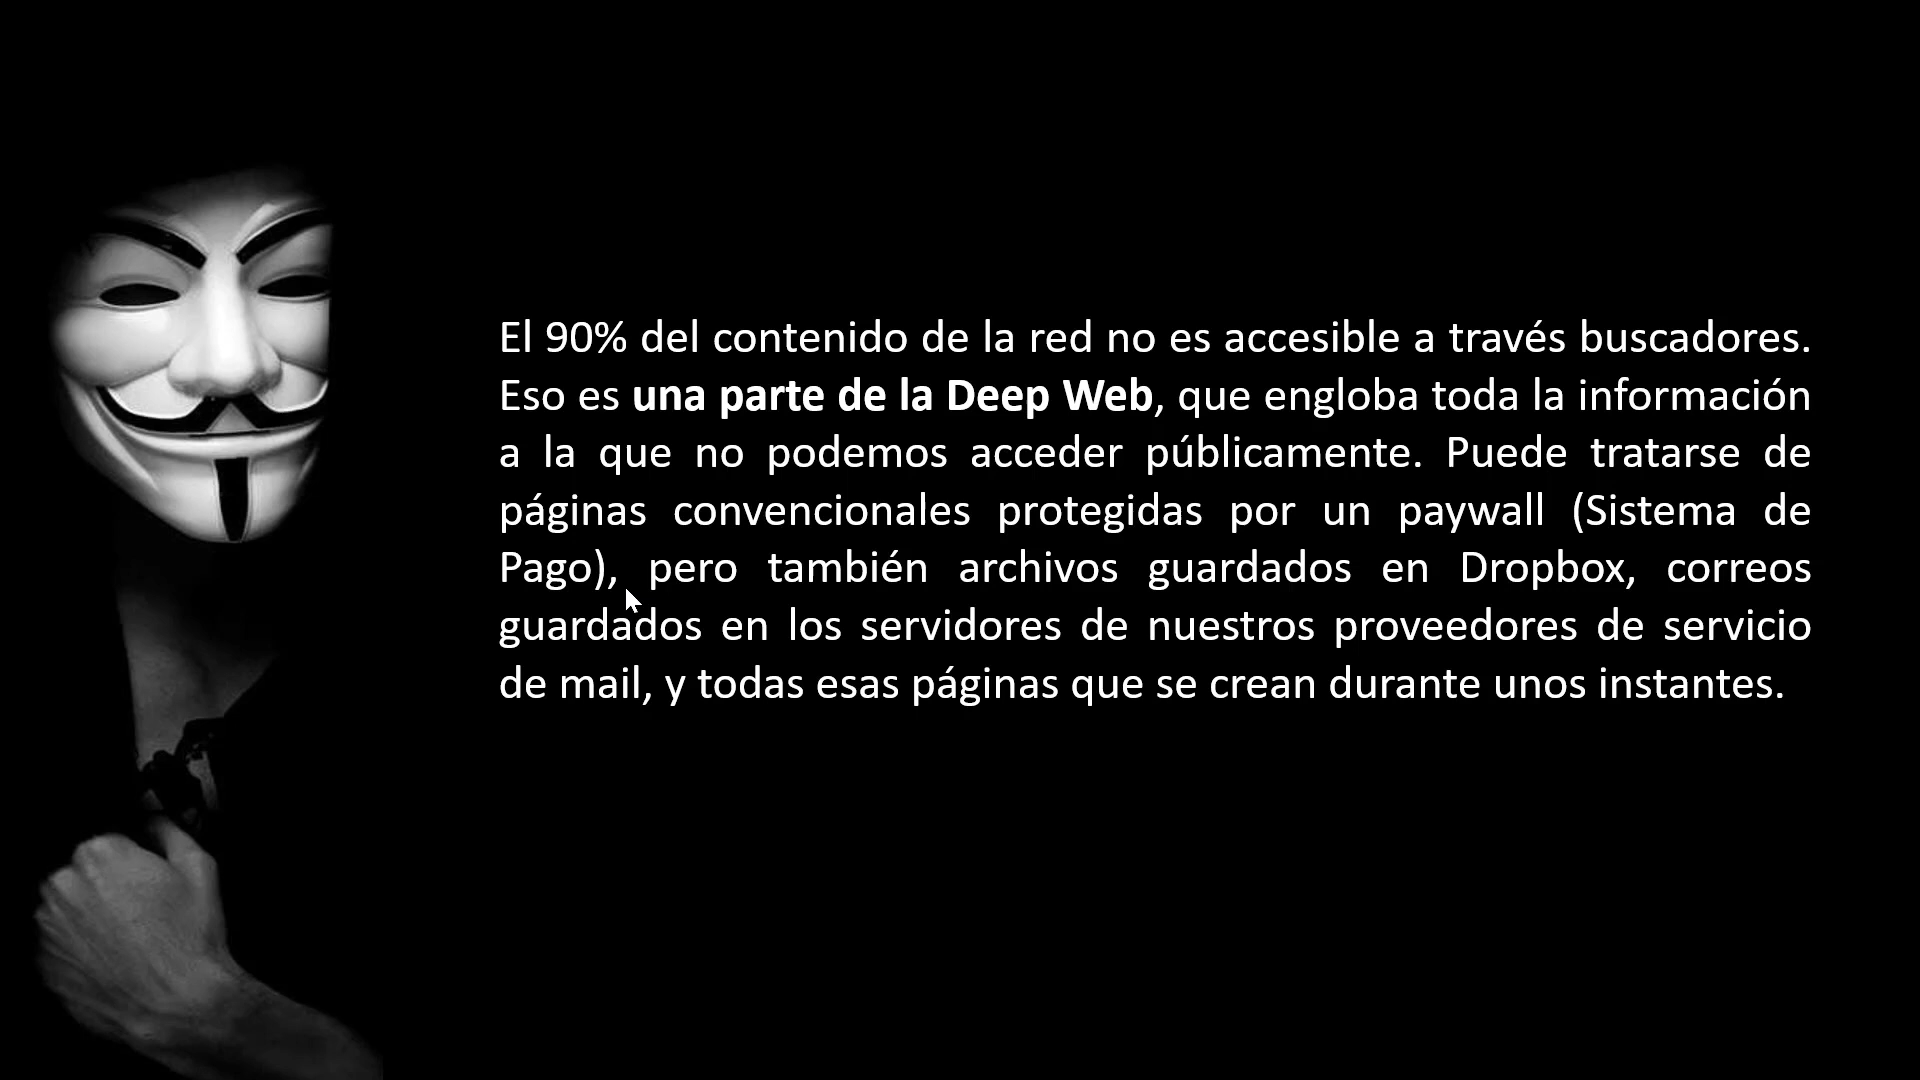 El 90% del contenido de la red no es accesible a través buscadores.
Eso es una parte de la Deep Web, que engloba toda la información
a la que no podemos acceder públicamente. Puede tratarse de
páginas convencionales protegidas por un paywall (Sistema de
Pago), pero también archivos guardados en Dropbox, correos
guardados en los servidores de nuestros proveedores de servicio
de mail, y todas esas páginas que se crean durante unos instantes.